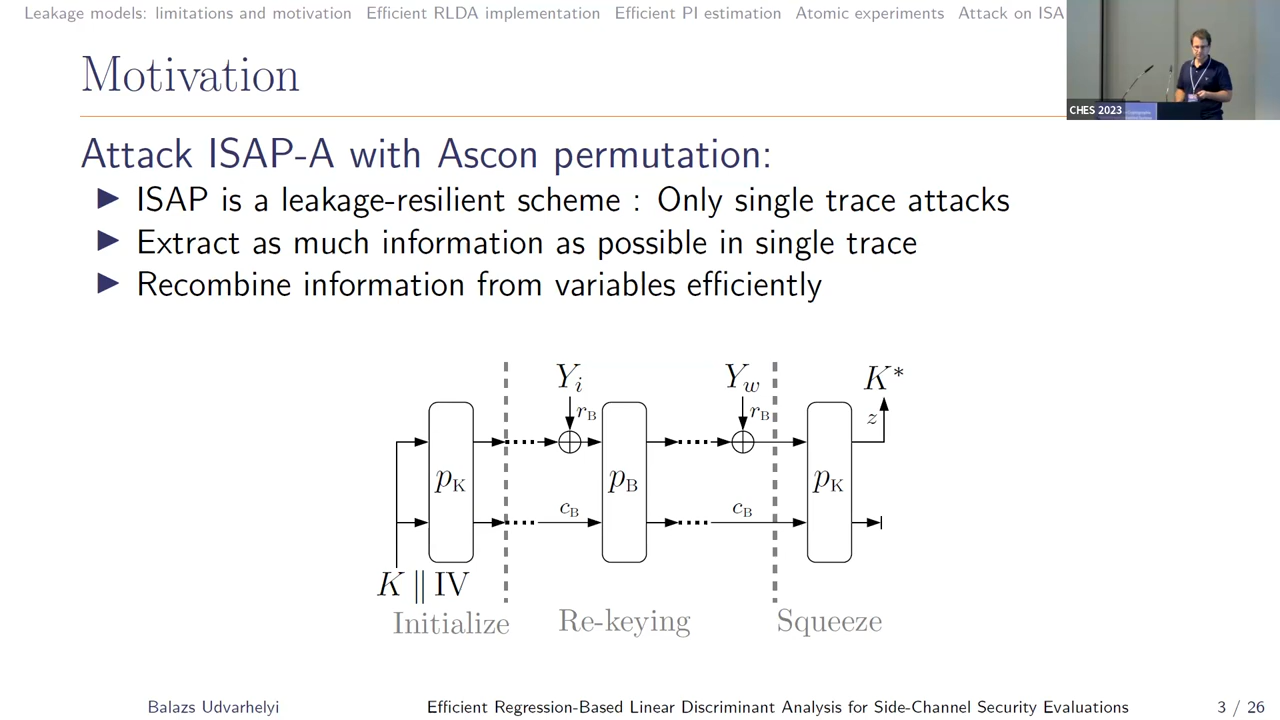 Leakage models: limitations and motivation Efficient RLDA implementation Efficient PI estimation Atomic experiments Attack on ISA
Motivation
CHES 2023
Attack ISAP-A with Ascon permutation:
▶ ISAP is a leakage-resilient scheme : Only single trace attacks
▶ Extract as much information as possible in single trace
▶ Recombine information from variables efficiently
Y_i Y_w K*
r_B r_B z
p_K p_B p_K
c_B c_B
K ∥ IV
Initialize Re-keying Squeeze
Balazs Udvarhelyi Efficient Regression-Based Linear Discriminant Analysis for Side-Channel Security Evaluations 3 / 26